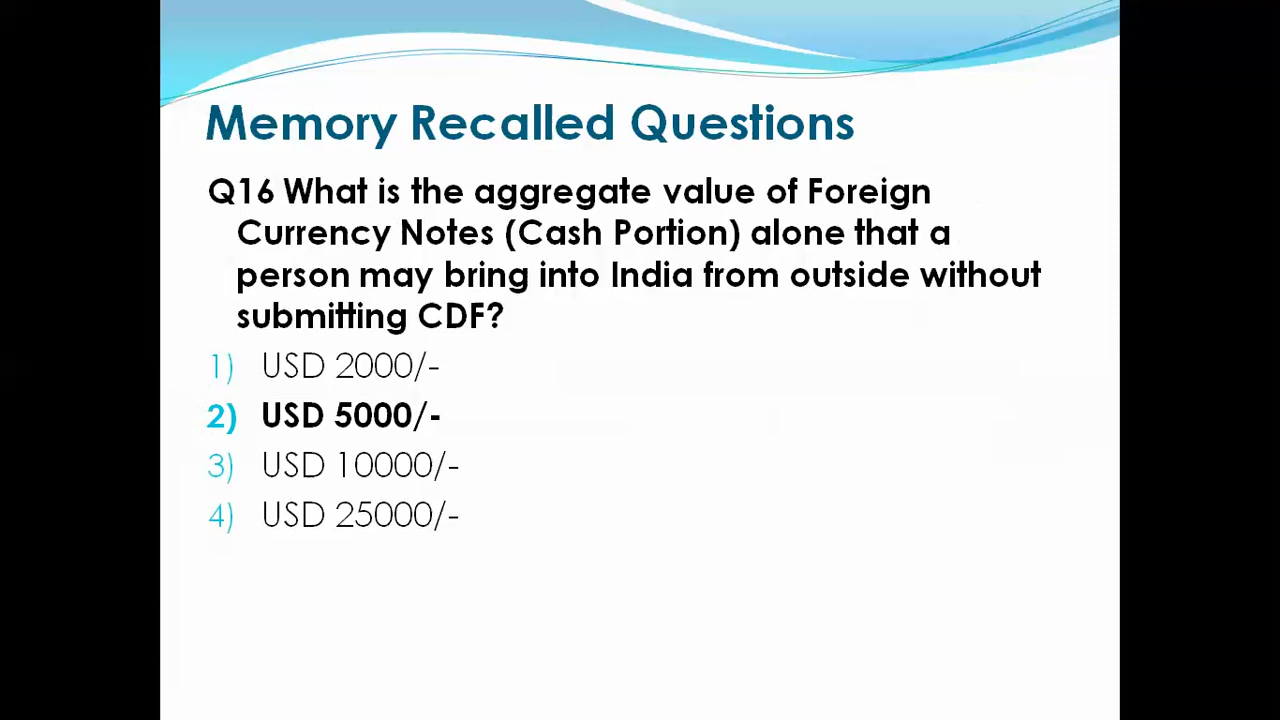 Memory Recalled Questions
Q16 What is the aggregate value of Foreign
Currency Notes (Cash Portion) alone that a
person may bring into India from outside without
submitting CDF?
1) USD 2000/-
2) USD 5000/-
3) USD 10000/-
4) USD 25000/-